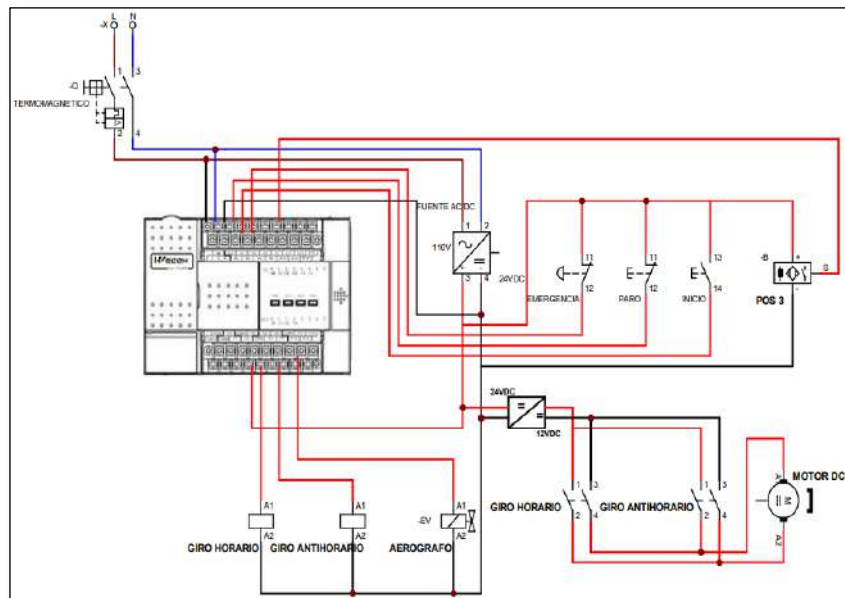 L N
-X
1 3
-Q
TERMOMAGNETICO
2 4
FUENTE AC/DC
1 2
110V
24VDC
3 4
11
12
EMERGENCIA
11
12
PARO
13
14
INICIO
-B
+
S
-
POS 3
WECON
24VDC
12VDC
1 3
2 4
GIRO HORARIO
1 3
2 4
GIRO ANTIHORARIO
MOTOR DC
A1
M
A2
A1
A2
GIRO HORARIO
A1
A2
GIRO ANTIHORARIO
-EV
A1
A2
AEROGRAFO